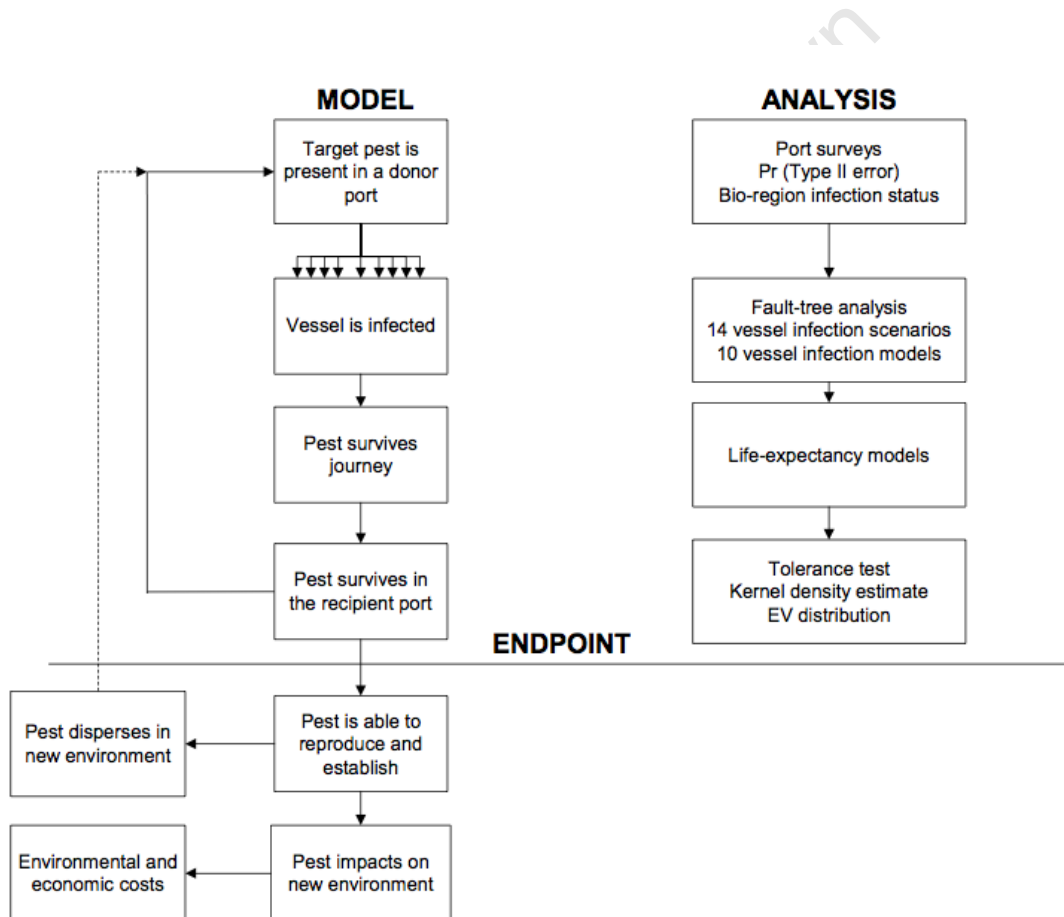 MODEL
Target pest is
present in a donor
port
Vessel is infected
Pest survives
journey
Pest survives in
the recipient port
ANALYSIS
Port surveys
Pr (Type II error)
Bio-region infection status
Fault-tree analysis
14 vessel infection scenarios
10 vessel infection models
Life-expectancy models
Tolerance test
Kernel density estimate
EV distribution
ENDPOINT
Pest disperses in
new environment
Pest is able to
reproduce and
establish
Environmental and
economic costs
Pest impacts on
new environment